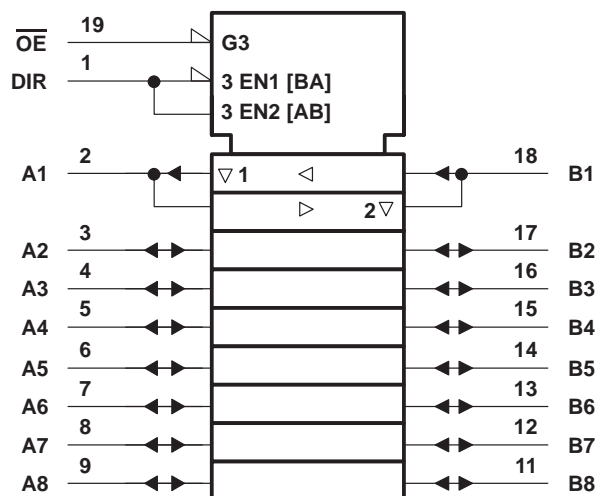 19
OE
G3
1
DIR
3 EN1 [BA]
3 EN2 [AB]
A1 2 1 18 B1
2
A2 3 17 B2
A3 4 16 B3
A4 5 15 B4
A5 6 14 B5
A6 7 13 B6
A7 8 12 B7
A8 9 11 B8